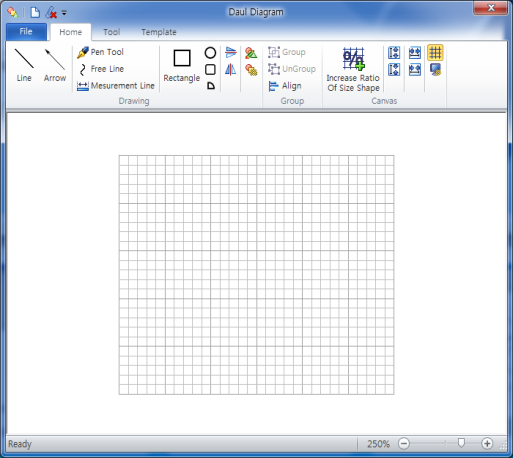 Daul Diagram
File Home Tool Template
Line
Arrow
Pen Tool
Free Line
Mesurement Line
Drawing
Rectangle
Group
UnGroup
Align
Group
Increase Ratio
Of Size Shape
Canvas
Ready
250%